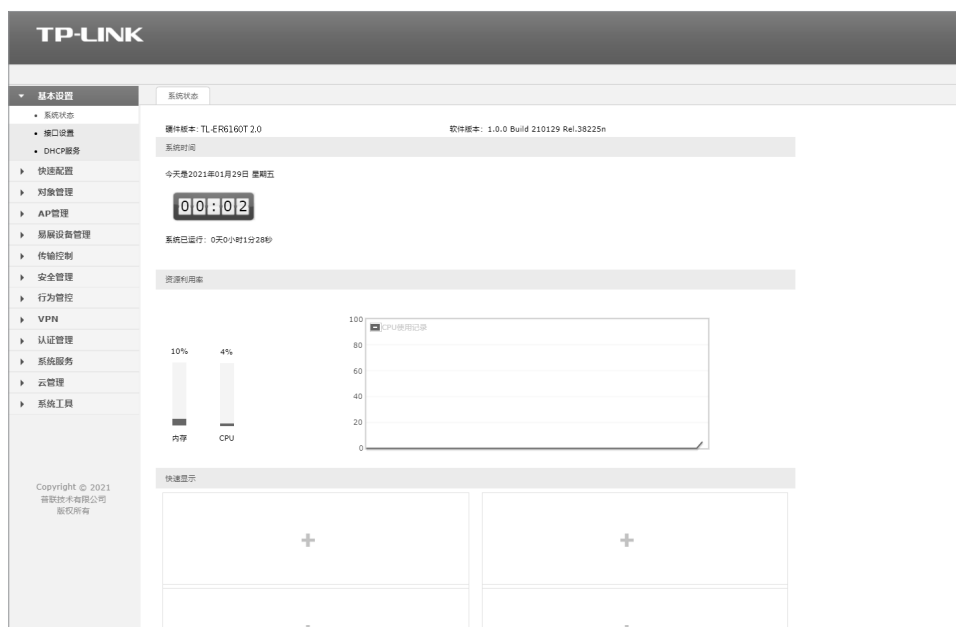 TP-LINK
基本设置
系统状态
接口设置
DHCP服务
快速配置
对象管理
AP管理
易展设备管理
传输控制
安全管理
行为管控
VPN
认证管理
系统服务
云管理
系统工具
Copyright © 2021
普联技术有限公司
版权所有
系统状态
硬件版本: TL-ER6160T 2.0
软件版本: 1.0.0 Build 210129 Rel.38225n
系统时间
今天是2021年01月29日 星期五
00:02
系统已运行: 0天0小时1分28秒
资源利用率
10%
4%
内存
CPU
100
80
60
40
20
0
CPU使用记录
快速显示